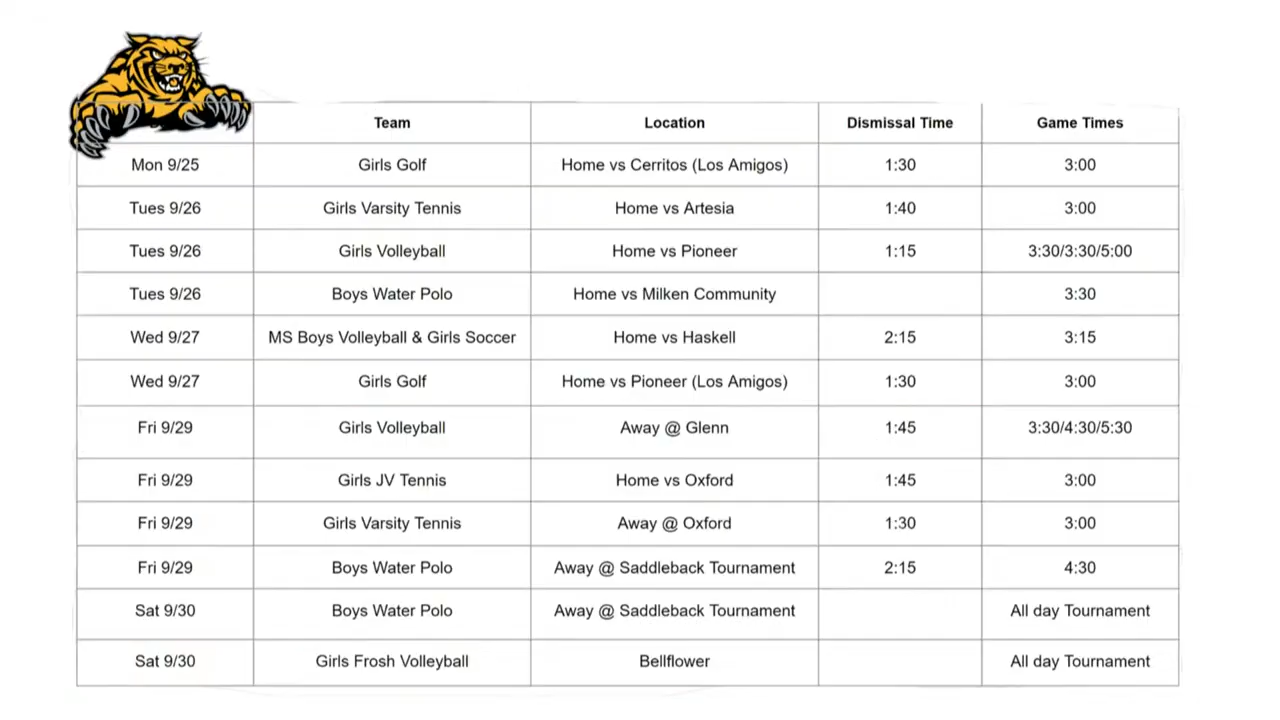 Team Location Dismissal Time Game Times
Mon 9/25 Girls Golf Home vs Cerritos (Los Amigos) 1:30 3:00
Tues 9/26 Girls Varsity Tennis Home vs Artesia 1:40 3:00
Tues 9/26 Girls Volleyball Home vs Pioneer 1:15 3:30/3:30/5:00
Tues 9/26 Boys Water Polo Home vs Milken Community 3:30
Wed 9/27 MS Boys Volleyball & Girls Soccer Home vs Haskell 2:15 3:15
Wed 9/27 Girls Golf Home vs Pioneer (Los Amigos) 1:30 3:00
Fri 9/29 Girls Volleyball Away @ Glenn 1:45 3:30/4:30/5:30
Fri 9/29 Girls JV Tennis Home vs Oxford 1:45 3:00
Fri 9/29 Girls Varsity Tennis Away @ Oxford 1:30 3:00
Fri 9/29 Boys Water Polo Away @ Saddleback Tournament 2:15 4:30
Sat 9/30 Boys Water Polo Away @ Saddleback Tournament All day Tournament
Sat 9/30 Girls Frosh Volleyball Bellflower All day Tournament